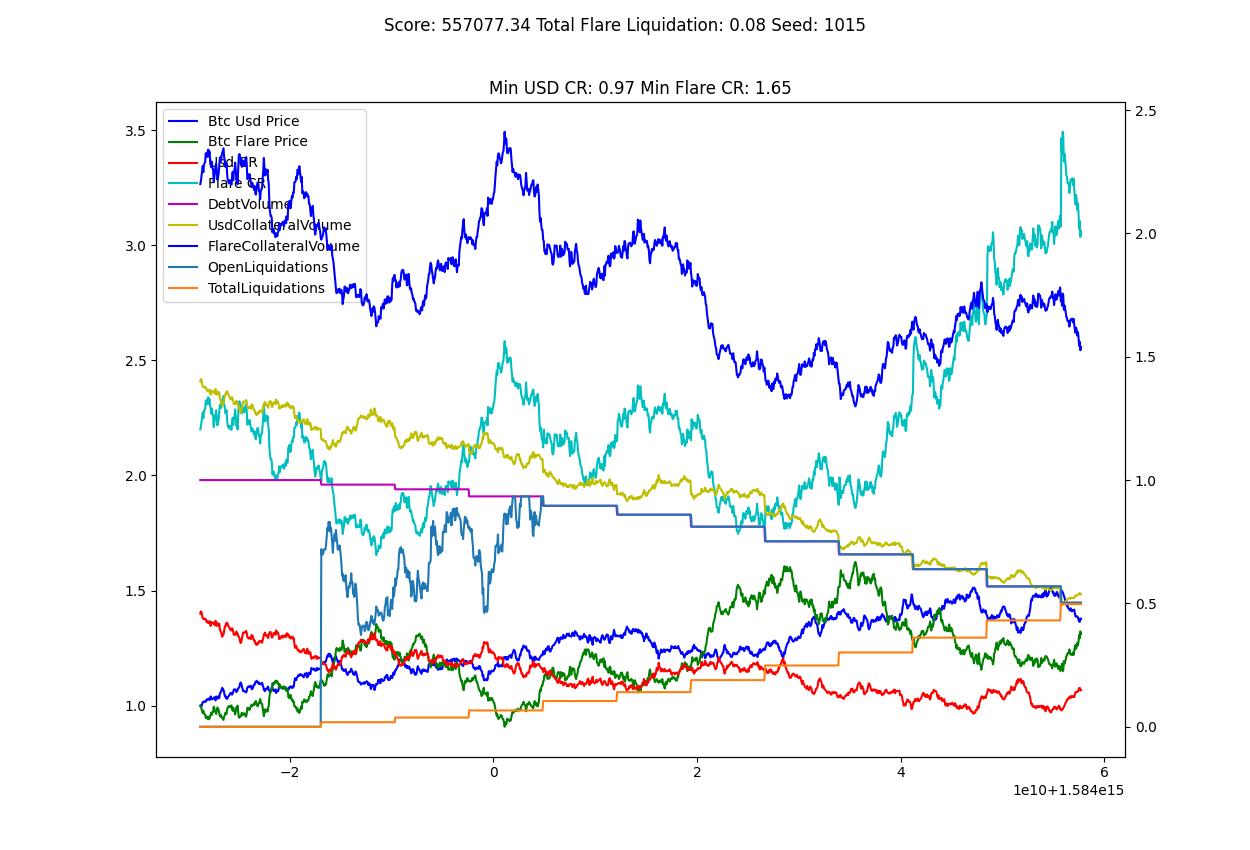 Score: 557077.34 Total Flare Liquidation: 0.08 Seed: 1015
Min USD CR: 0.97 Min Flare CR: 1.65
Btc Usd Price
Btc Flare Price
Usd CR
Flare CR
DebtVolume
UsdCollateralVolume
FlareCollateralVolume
OpenLiquidations
TotalLiquidations
3.5
3.0
2.5
2.0
1.5
1.0
2.5
2.0
1.5
1.0
0.5
0.0
−2 0 2 4 6
1e10+1.584e15